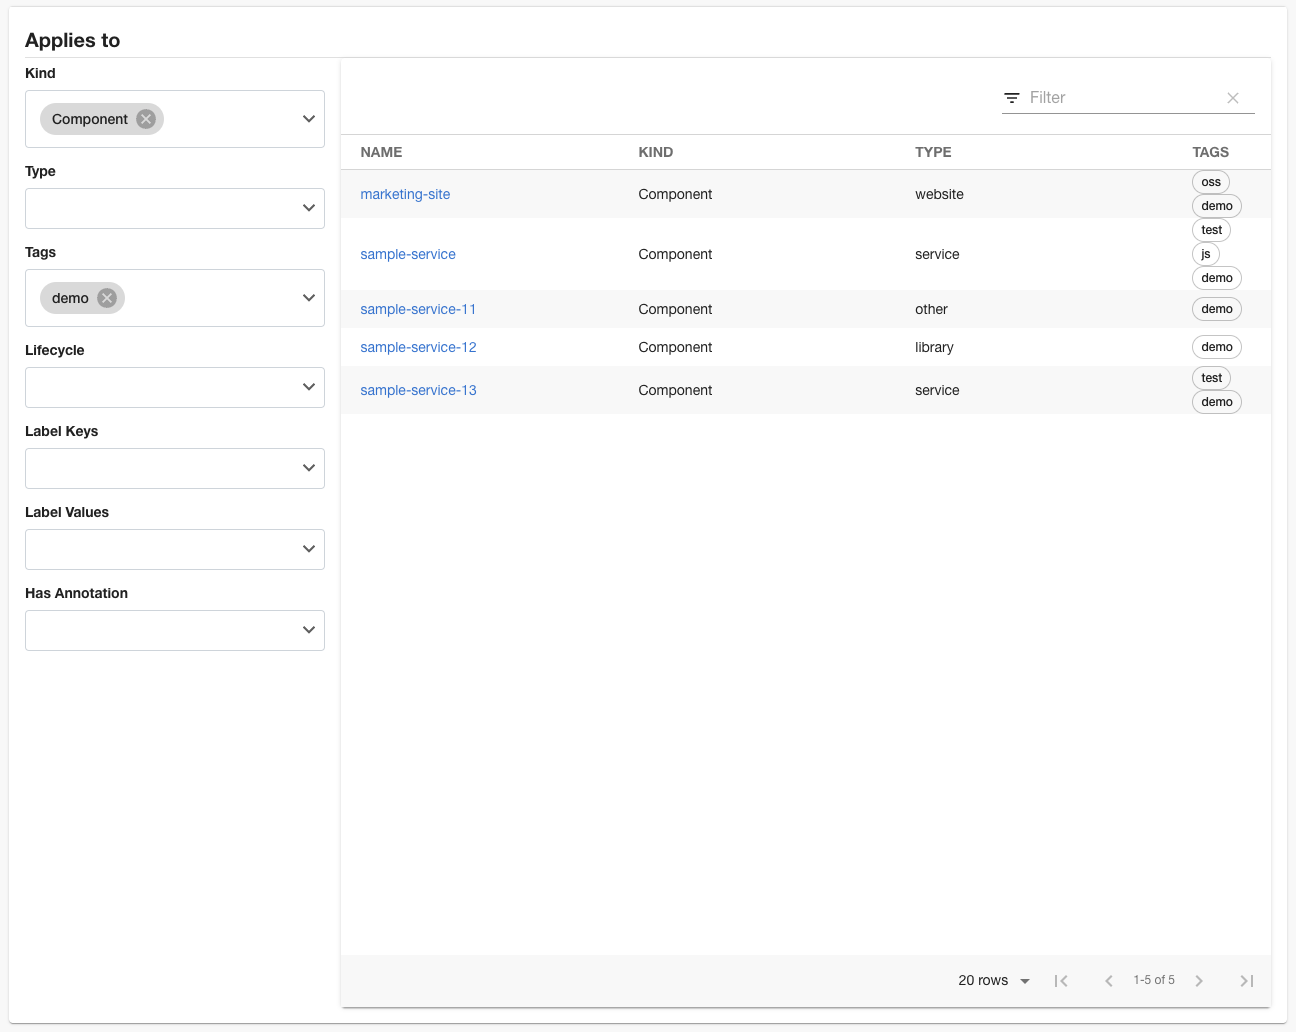 Applies to
Kind
Component
Type
Tags
demo
Lifecycle
Label Keys
Label Values
Has Annotation
Filter
NAME KIND TYPE TAGS
marketing-site Component website oss
demo
sample-service Component service test
js
demo
sample-service-11 Component other demo
sample-service-12 Component library demo
sample-service-13 Component service test
demo
20 rows 1-5 of 5